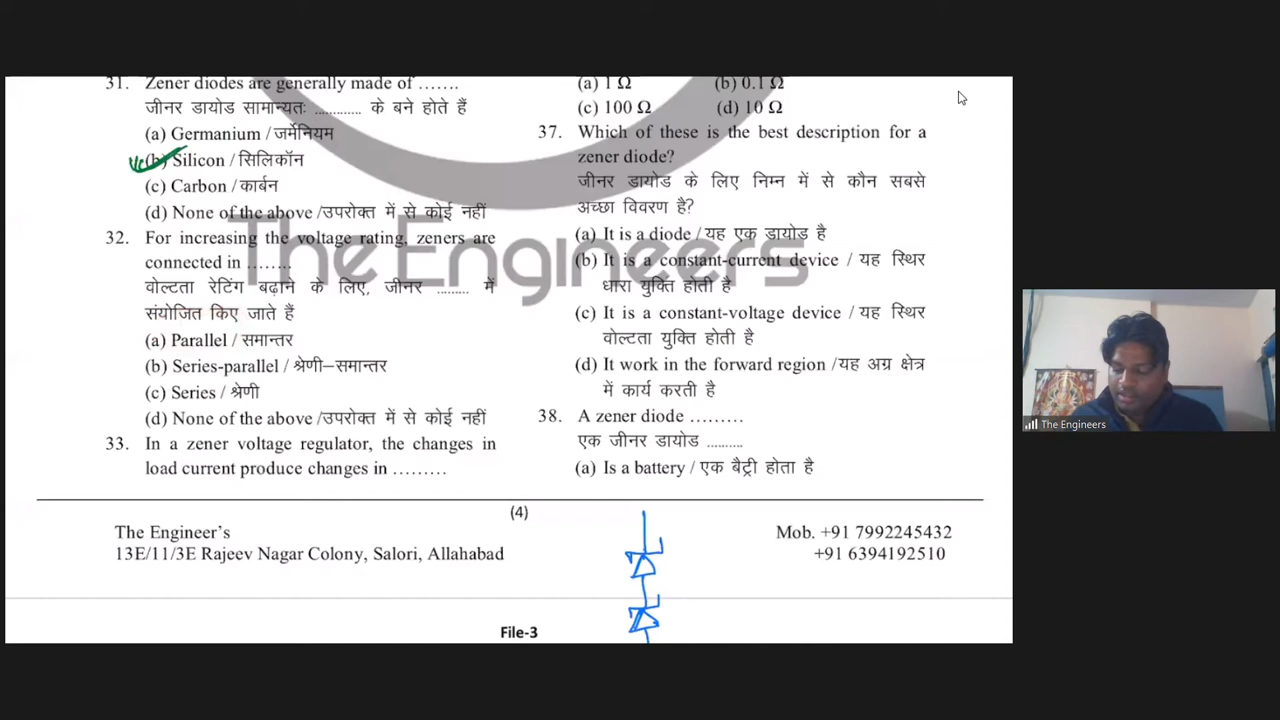 31. Zener diodes are generally made of .......
जीनर डायोड सामान्यतः ............. के बने होते हैं
(a) Germanium / जर्मेनियम
(b) Silicon / सिलिकॉन
(c) Carbon / कार्बन
(d) None of the above /उपरोक्त में से कोई नहीं
32. For increasing the voltage rating, zeners are
connected in ........
वोल्टता रेटिंग बढ़ाने के लिए, जीनर ......... में
संयोजित किए जाते हैं
(a) Parallel / समान्तर
(b) Series-parallel / श्रेणी–समान्तर
(c) Series / श्रेणी
(d) None of the above /उपरोक्त में से कोई नहीं
33. In a zener voltage regulator, the changes in
load current produce changes in .........
(a) 1 Ω (b) 0.1 Ω
(c) 100 Ω (d) 10 Ω
37. Which of these is the best description for a
zener diode?
जीनर डायोड के लिए निम्न में से कौन सबसे
अच्छा विवरण है?
(a) It is a diode / यह एक डायोड है
(b) It is a constant-current device / यह स्थिर
धारा युक्ति होती है
(c) It is a constant-voltage device / यह स्थिर
वोल्टता युक्ति होती है
(d) It work in the forward region /यह अग्र क्षेत्र
में कार्य करती है
38. A zener diode .........
एक जीनर डायोड ..........
(a) Is a battery / एक बैट्री होता है
The Engineers
(4)
The Engineer's
13E/11/3E Rajeev Nagar Colony, Salori, Allahabad
Mob. +91 7992245432
+91 6394192510
File-3
The Engineers